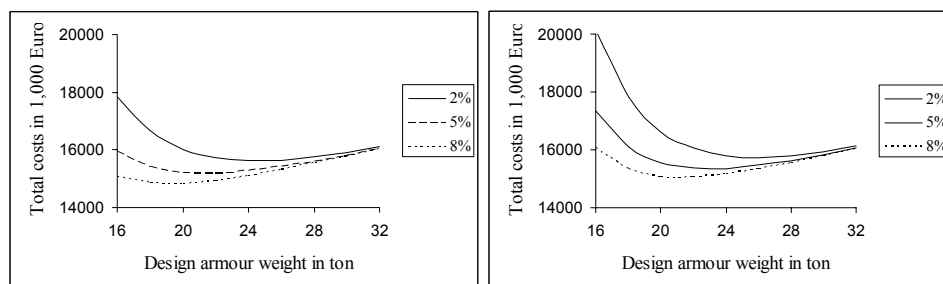 Total costs in 1,000 Euro
20000
18000
16000
14000
16 20 24 28 32
Design armour weight in ton
2%
5%
8%
Total costs in 1,000 Euro
20000
18000
16000
14000
16 20 24 28 32
Design armour weight in ton
2%
5%
8%